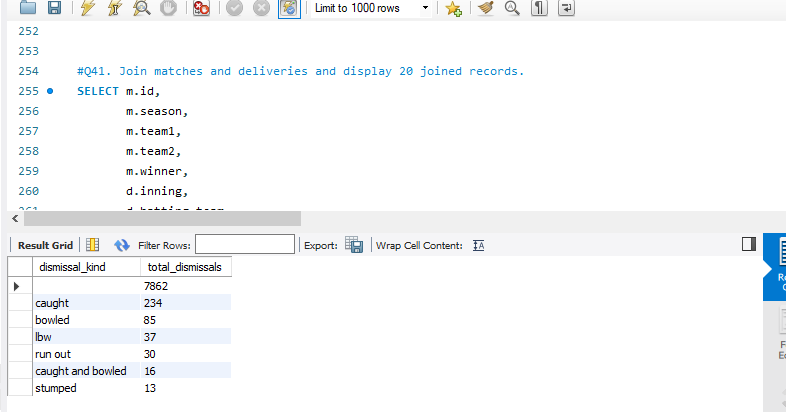 Limit to 1000 rows
252
253
254 #Q41. Join matches and deliveries and display 20 joined records.
255 SELECT m.id,
256 m.season,
257 m.team1,
258 m.team2,
259 m.winner,
260 d.inning,
Result Grid Filter Rows: Export: Wrap Cell Content:
dismissal_kind total_dismissals
7862
caught 234
bowled 85
lbw 37
run out 30
caught and bowled 16
stumped 13